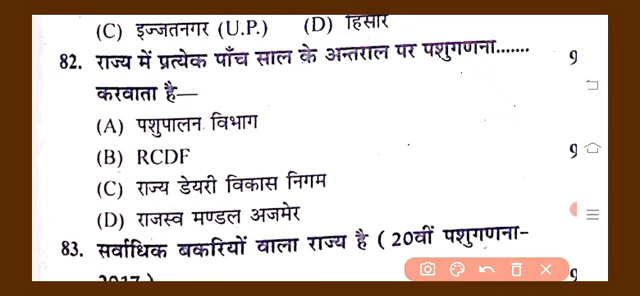 (C) इज्जतनगर (U.P.) (D) हिसार
82. राज्य में प्रत्येक पाँच साल के अन्तराल पर पशुगणना.......
करवाता है—
(A) पशुपालन विभाग
(B) RCDF
(C) राज्य डेयरी विकास निगम
(D) राजस्व मण्डल अजमेर
83. सर्वाधिक बकरियों वाला राज्य है ( 20वीं पशुगणना-
2017 )